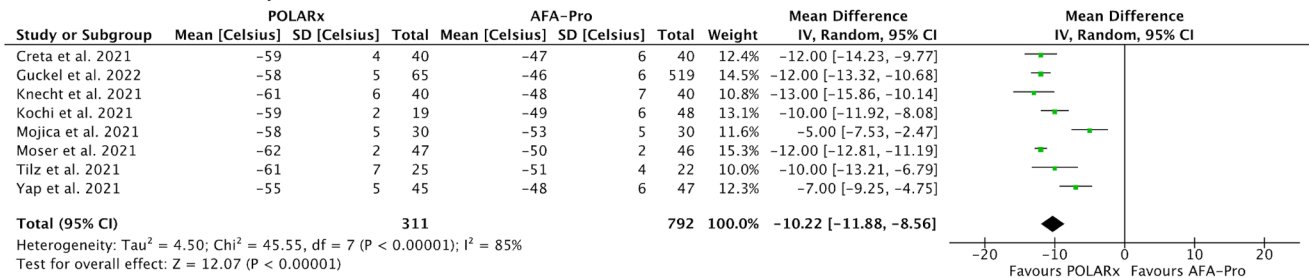 POLARx AFA-Pro Mean Difference Mean Difference
Study or Subgroup Mean [Celsius] SD [Celsius] Total Mean [Celsius] SD [Celsius] Total Weight IV, Random, 95% CI IV, Random, 95% CI
Creta et al. 2021 -59 4 40 -47 6 40 12.4% -12.00 [-14.23, -9.77]
Guckel et al. 2022 -58 5 65 -46 6 519 14.5% -12.00 [-13.32, -10.68]
Knecht et al. 2021 -61 6 40 -48 7 40 10.8% -13.00 [-15.86, -10.14]
Kochi et al. 2021 -59 2 19 -49 6 48 13.1% -10.00 [-11.92, -8.08]
Mojica et al. 2021 -58 5 30 -53 5 30 11.6% -5.00 [-7.53, -2.47]
Moser et al. 2021 -62 2 47 -50 2 46 15.3% -12.00 [-12.81, -11.19]
Tilz et al. 2021 -61 7 25 -51 4 22 10.0% -10.00 [-13.21, -6.79]
Yap et al. 2021 -55 5 45 -48 6 47 12.3% -7.00 [-9.25, -4.75]
Total (95% CI) 311 792 100.0% -10.22 [-11.88, -8.56]
Heterogeneity: Tau² = 4.50; Chi² = 45.55, df = 7 (P < 0.00001); I² = 85%
Test for overall effect: Z = 12.07 (P < 0.00001)
-20 -10 0 10 20
Favours POLARx Favours AFA-Pro